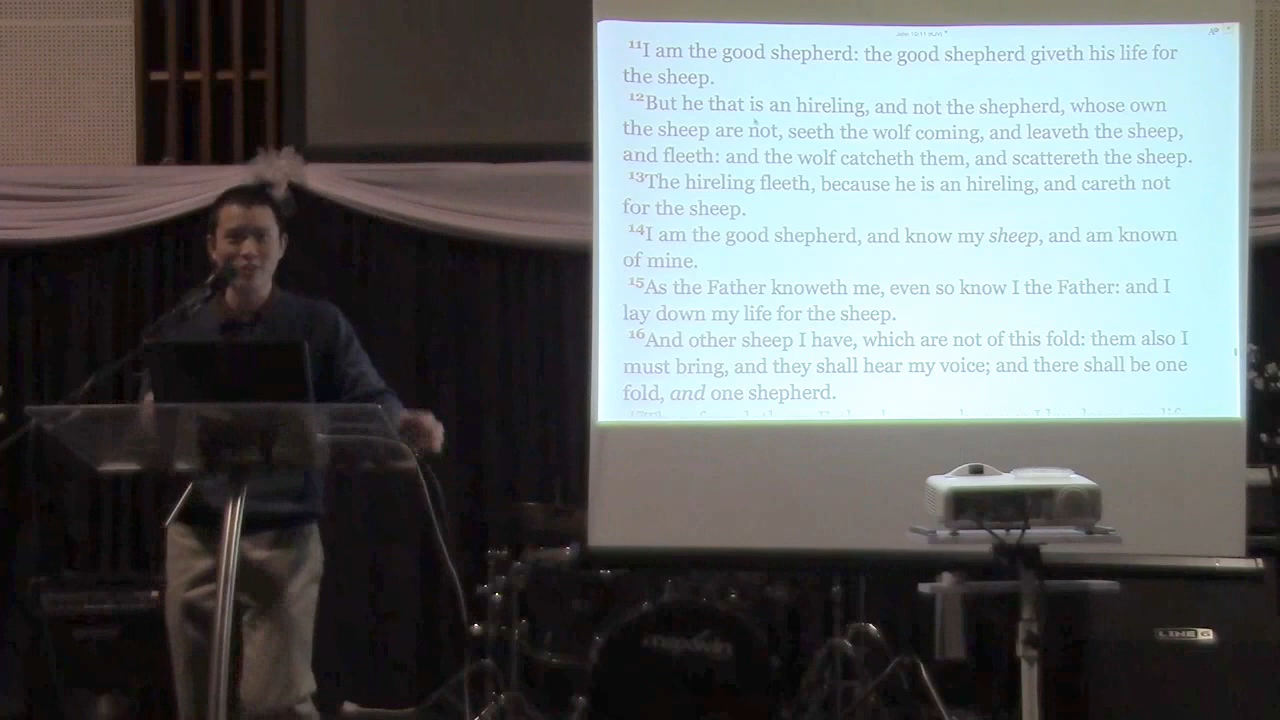 John 10:11 (KJV)
¹¹I am the good shepherd: the good shepherd giveth his life for
the sheep.
¹²But he that is an hireling, and not the shepherd, whose own
the sheep are not, seeth the wolf coming, and leaveth the sheep,
and fleeth: and the wolf catcheth them, and scattereth the sheep.
¹³The hireling fleeth, because he is an hireling, and careth not
for the sheep.
¹⁴I am the good shepherd, and know my sheep, and am known
of mine.
¹⁵As the Father knoweth me, even so know I the Father: and I
lay down my life for the sheep.
¹⁶And other sheep I have, which are not of this fold: them also I
must bring, and they shall hear my voice; and there shall be one
fold, and one shepherd.
LINE 6